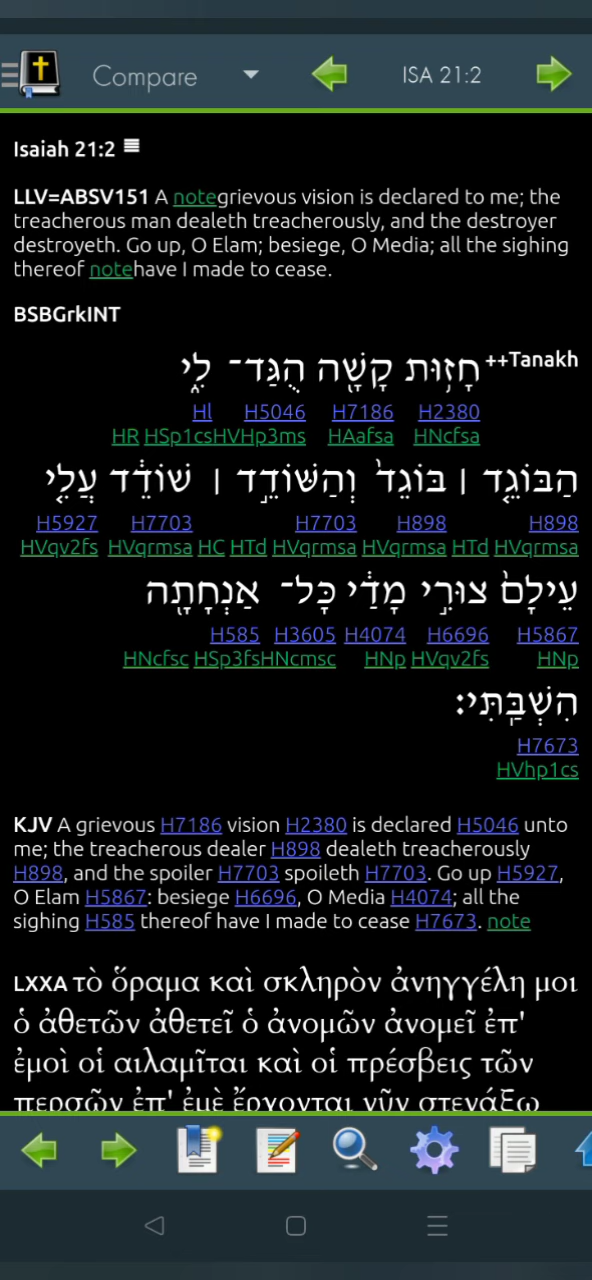 Compare
ISA 21:2
Isaiah 21:2
LLV=ABSV151 A notegrievous vision is declared to me; the
treacherous man dealeth treacherously, and the destroyer
destroyeth. Go up, O Elam; besiege, O Media; all the sighing
thereof notehave I made to cease.
BSBGrkINT
++Tanakh חָז֥וּת קָשָׁ֖ה הֻגַּד־ לִ֑י
H2380 H7186 H5046 Hl
HR HSp1csHVHp3ms HAafsa HNcfsa
הַבּוֹגֵ֤ד ׀ בּוֹגֵד֙ וְהַשּׁוֹדֵ֣ד ׀ שׁוֹדֵ֔ד עֲלִ֤י
H898 H898 H7703 H7703 H5927
HVqv2fs HVqrmsa HC HTd HVqrmsa HVqrmsa HTd HVqrmsa
עֵילָם֙ צוּרִ֣י מָדַ֔י כָּל־ אַנְחָתָ֖ה
H5867 H6696 H4074 H3605 H585
HNcfsc HSp3fsHNcmsc HNp HVqv2fs HNp
הִשְׁבַּֽתִּי׃
H7673
HVhp1cs
KJV A grievous H7186 vision H2380 is declared H5046 unto
me; the treacherous dealer H898 dealeth treacherously
H898, and the spoiler H7703 spoileth H7703. Go up H5927,
O Elam H5867: besiege H6696, O Media H4074; all the
sighing H585 thereof have I made to cease H7673. note
LXXA τὸ ὅραμα καὶ σκληρὸν ἀνηγγέλη μοι
ὁ ἀθετῶν ἀθετεῖ ὁ ἀνομῶν ἀνομεῖ ἐπ'
ἐμοὶ οἱ αιλαμῖται καὶ οἱ πρέσβεις τῶν
περσῶν ἐπ' ἐμὲ ἔρχονται νῦν στενάξω